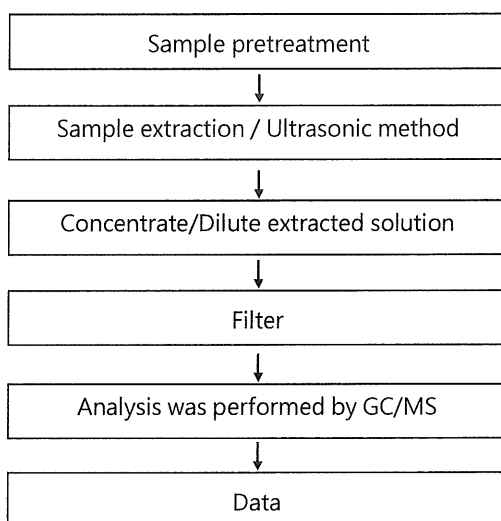 Sample pretreatment
Sample extraction / Ultrasonic method
Concentrate/Dilute extracted solution
Filter
Analysis was performed by GC/MS
Data